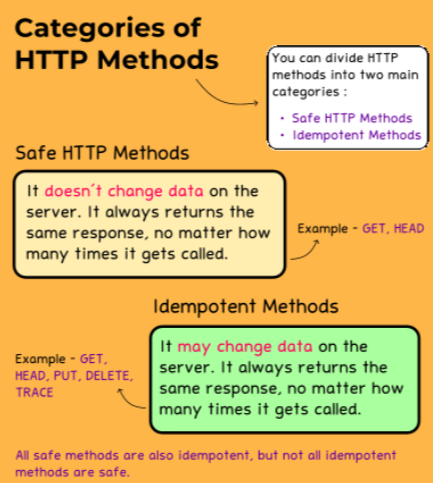 Categories of
HTTP Methods
You can divide HTTP
methods into two main
categories :
• Safe HTTP Methods
• Idempotent Methods
Safe HTTP Methods
It doesn't change data on the
server. It always returns the
same response, no matter how
many times it gets called.
Example - GET, HEAD
Idempotent Methods
It may change data on the
server. It always returns the
same response, no matter how
many times it gets called.
Example - GET,
HEAD, PUT, DELETE,
TRACE
All safe methods are also idempotent, but not all idempotent
methods are safe.